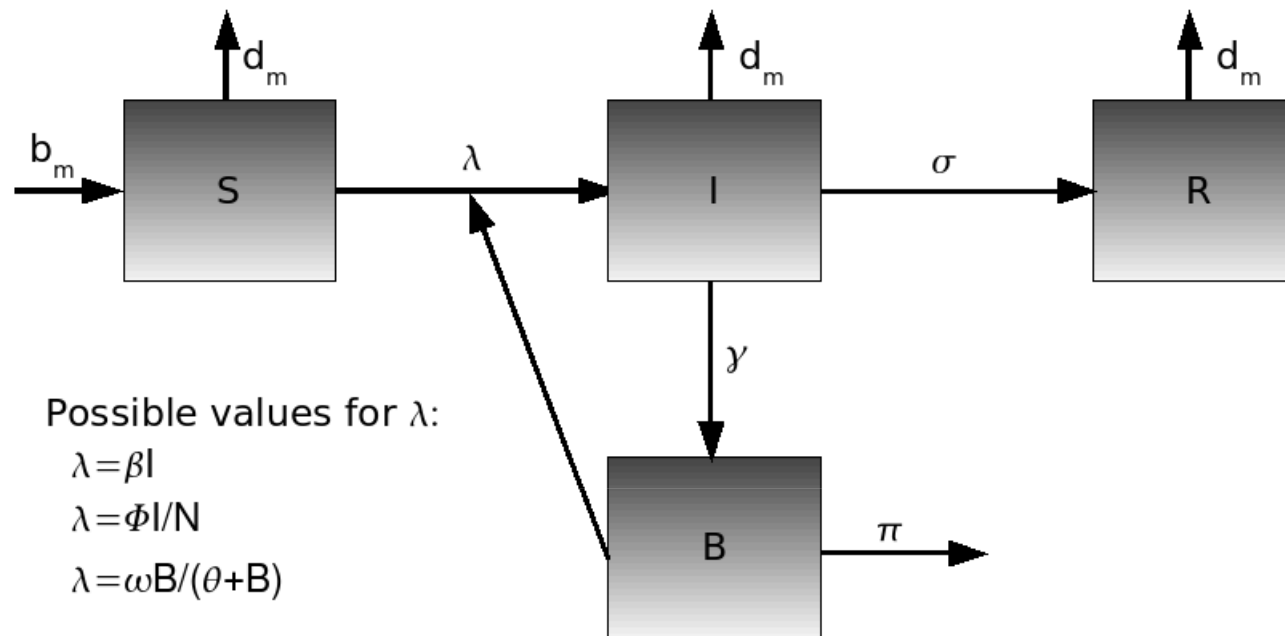 d_m
d_m
d_m
b_m
λ
σ
S
I
R
γ
Possible values for λ:
λ=βI
λ=ΦI/N
λ=ωB/(θ+B)
B
π